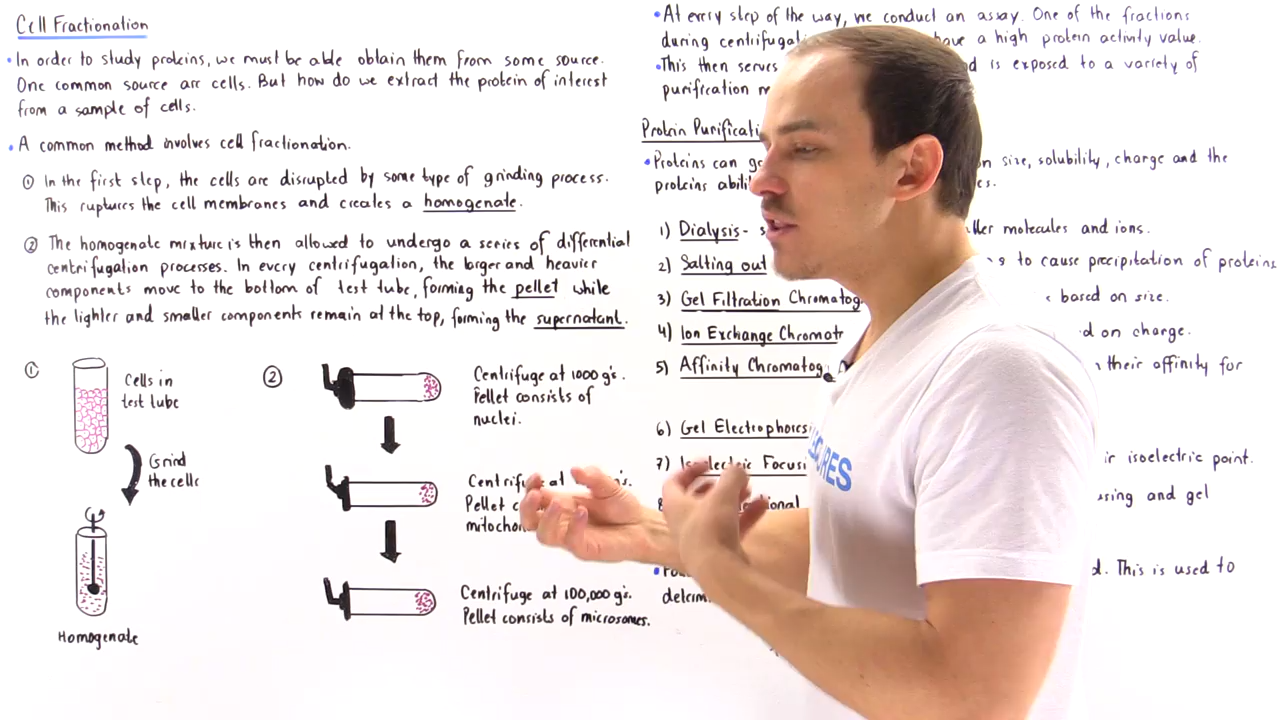 Cell Fractionation
• In order to study proteins, we must be able obtain them from some source.
One common source are cells. But how do we extract the protein of interest
from a sample of cells.
• A common method involves cell fractionation.
① In the first step, the cells are disrupted by some type of grinding process.
This ruptures the cell membranes and creates a homogenate.
② The homogenate mixture is then allowed to undergo a series of differential
centrifugation processes. In every centrifugation, the larger and heavier
components move to the bottom of test tube, forming the pellet while
the lighter and smaller components remain at the top, forming the supernatant.
①
Cells in
test tube
Grind
the cells
Homogenate
②
Centrifuge at 1000 g's.
Pellet consists of
nuclei.
at
Pellet
Centrifuge at 100,000 g's.
Pellet consists of microsomes.
• At every step of the way, we conduct an assay. One of the fractions
during have a high protein activity value.
• This then serves is exposed to a variety of
purification
Protein
• Proteins can size, solubility, charge and the
proteins
1) Dialysis - molecules and ions.
2) Salting out to cause precipitation of proteins
3) Gel Filtration based on size.
4) Ion Exchange on charge.
5) Affinity their affinity for
6) Gel
7) isoelectric point.
and gel
This is used to
URES